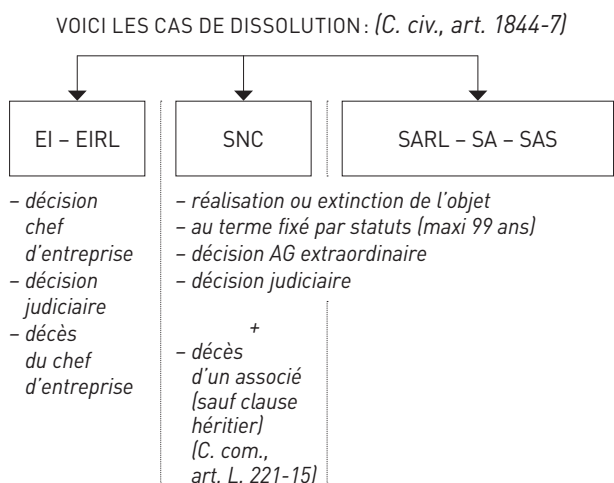 VOICI LES CAS DE DISSOLUTION : (C. civ., art. 1844-7)
EI – EIRL
SNC
SARL – SA – SAS
– décision
chef
d'entreprise
– décision
judiciaire
– décès
du chef
d'entreprise
– réalisation ou extinction de l'objet
– au terme fixé par statuts (maxi 99 ans)
– décision AG extraordinaire
– décision judiciaire
+
– décès
d'un associé
(sauf clause
héritier)
(C. com.,
art. L. 221-15)